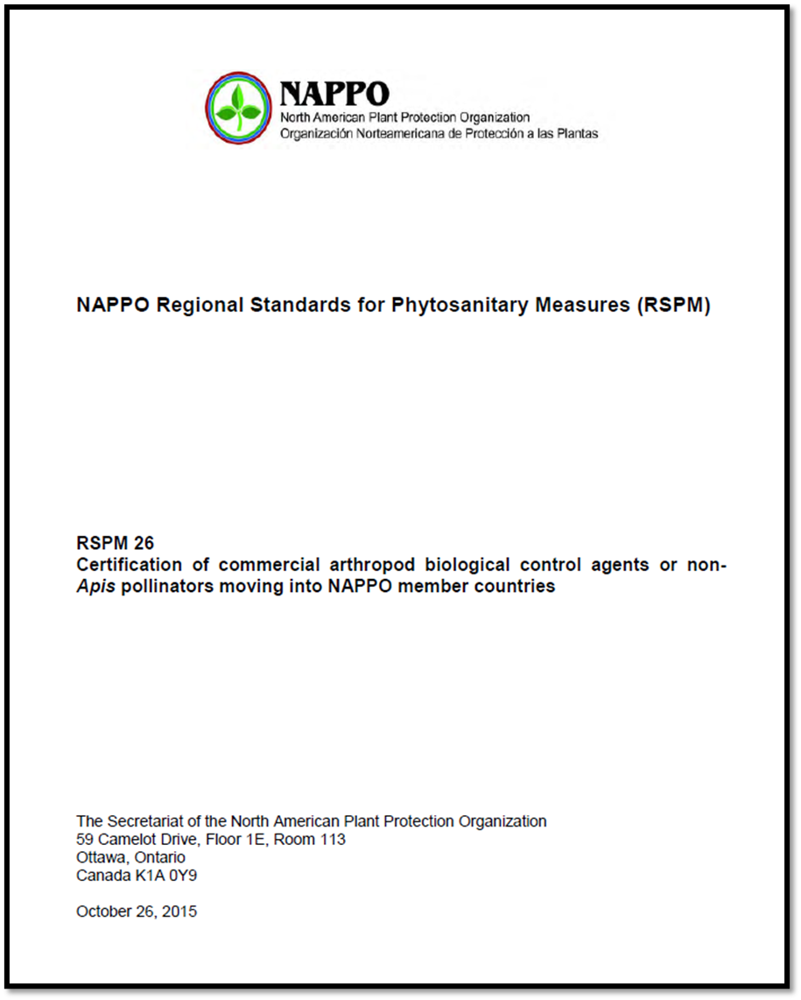 NAPPO
North American Plant Protection Organization
Organización Norteamericana de Protección a las Plantas
NAPPO Regional Standards for Phytosanitary Measures (RSPM)
RSPM 26
Certification of commercial arthropod biological control agents or non-
Apis pollinators moving into NAPPO member countries
The Secretariat of the North American Plant Protection Organization
59 Camelot Drive, Floor 1E, Room 113
Ottawa, Ontario
Canada K1A 0Y9
October 26, 2015